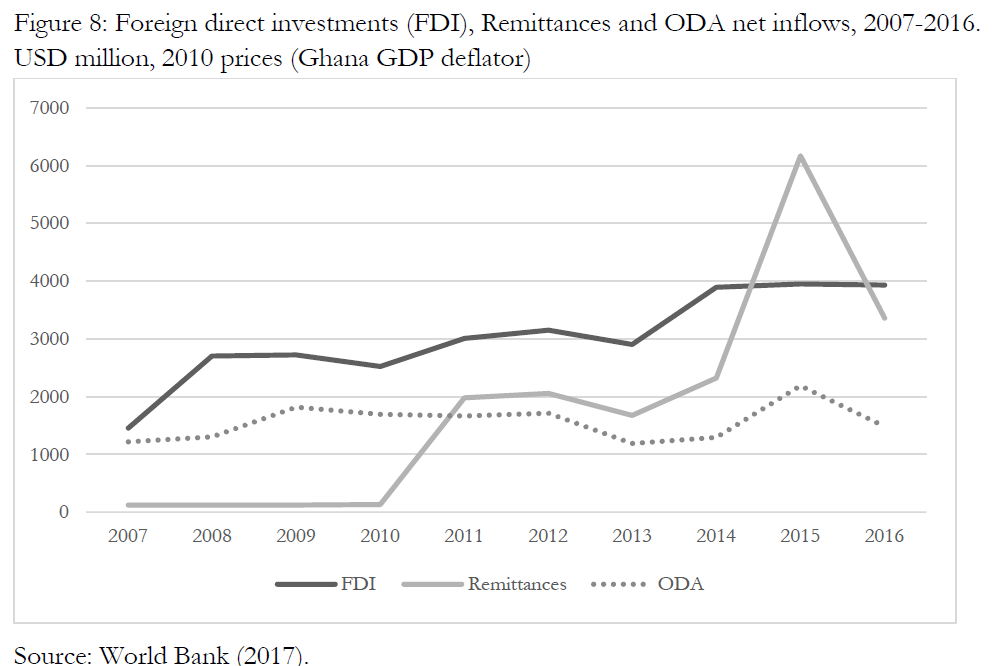 Figure 8: Foreign direct investments (FDI), Remittances and ODA net inflows, 2007-2016.
USD million, 2010 prices (Ghana GDP deflator)
7000
6000
5000
4000
3000
2000
1000
0
2007 2008 2009 2010 2011 2012 2013 2014 2015 2016
FDI Remittances ODA
Source: World Bank (2017).